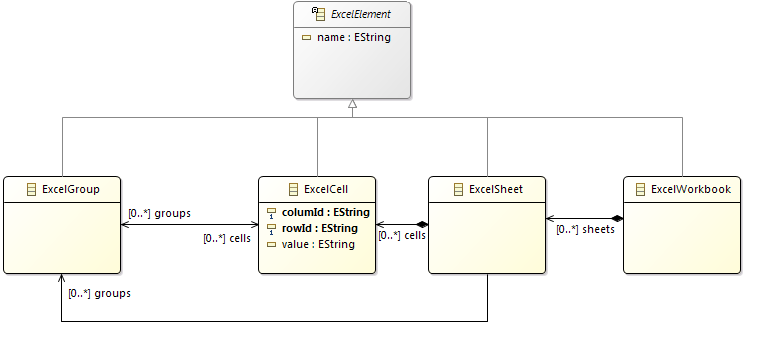 ExcelElement
name : EString
ExcelGroup
ExcelCell
ExcelSheet
ExcelWorkbook
columId : EString
rowId : EString
value : EString
[0..*] groups
[0..*] cells
[0..*] cells
[0..*] sheets
[0..*] groups